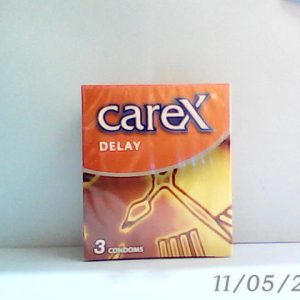 carex
DELAY
3 CONDOMS
11/05/2